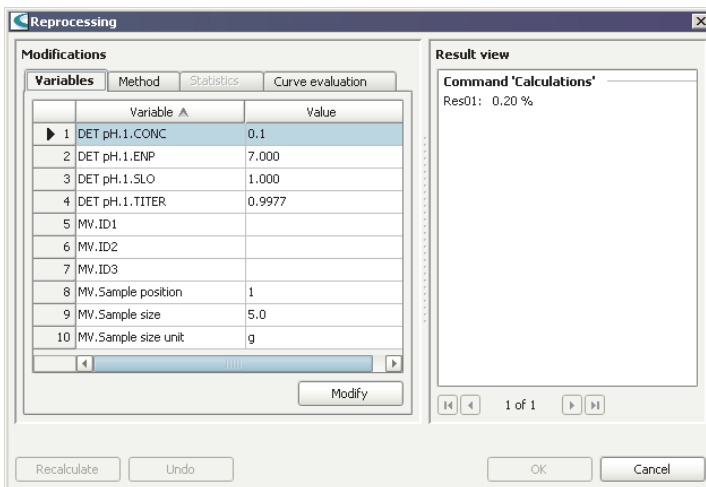 Reprocessing
Modifications
Variables Method Statistics Curve evaluation
Variable Value
1 DET pH.1.CONC 0.1
2 DET pH.1.ENP 7.000
3 DET pH.1.SLO 1.000
4 DET pH.1.TITER 0.9977
5 MV.ID1
6 MV.ID2
7 MV.ID3
8 MV.Sample position 1
9 MV.Sample size 5.0
10 MV.Sample size unit g
Modify
Result view
Command 'Calculations'
Res01: 0.20 %
1 of 1
Recalculate Undo OK Cancel